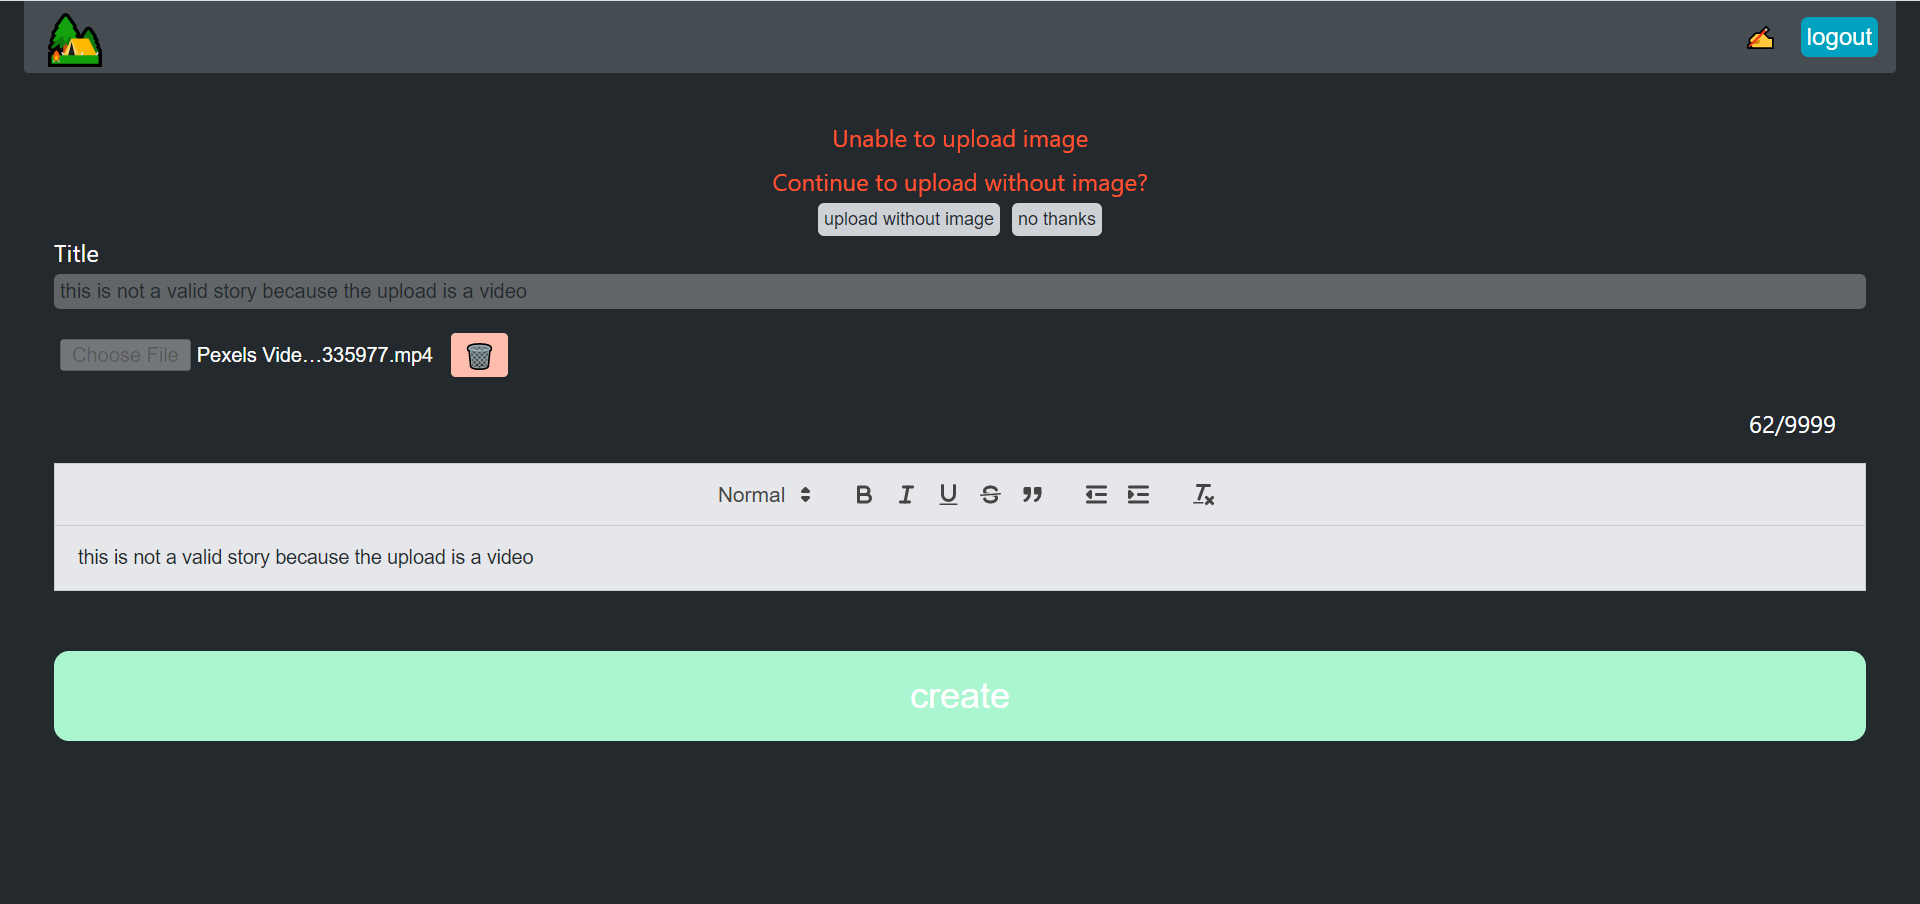 logout
Unable to upload image
Continue to upload without image?
upload without image no thanks
Title
this is not a valid story because the upload is a video
Choose File Pexels Vide...335977.mp4
62/9999
Normal B I U S
this is not a valid story because the upload is a video
create